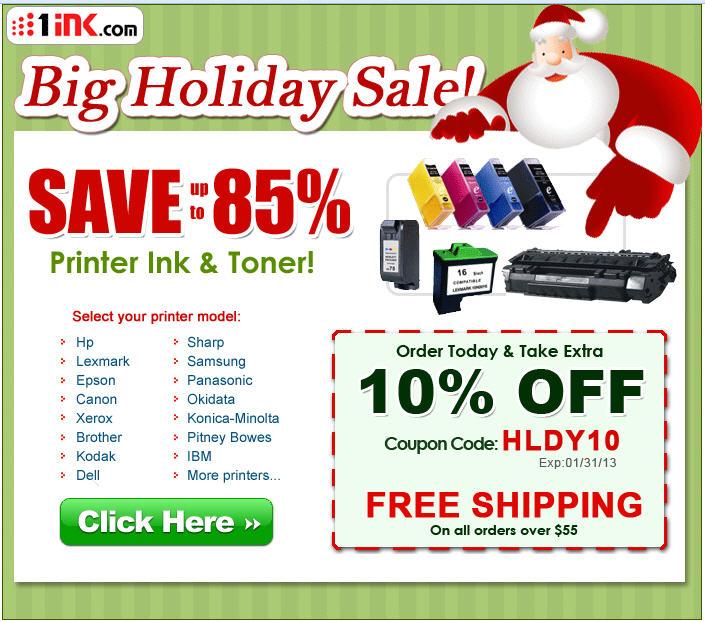 1ink.com
Big Holiday Sale!
SAVE up to 85%
Printer Ink & Toner!
78
16 Black
COMPATIBLE
Select your printer model:
Hp
Lexmark
Epson
Canon
Xerox
Brother
Kodak
Dell
Sharp
Samsung
Panasonic
Okidata
Konica-Minolta
Pitney Bowes
IBM
More printers...
Click Here »
Order Today & Take Extra
10% OFF
Coupon Code: HLDY10
Exp:01/31/13
FREE SHIPPING
On all orders over $55